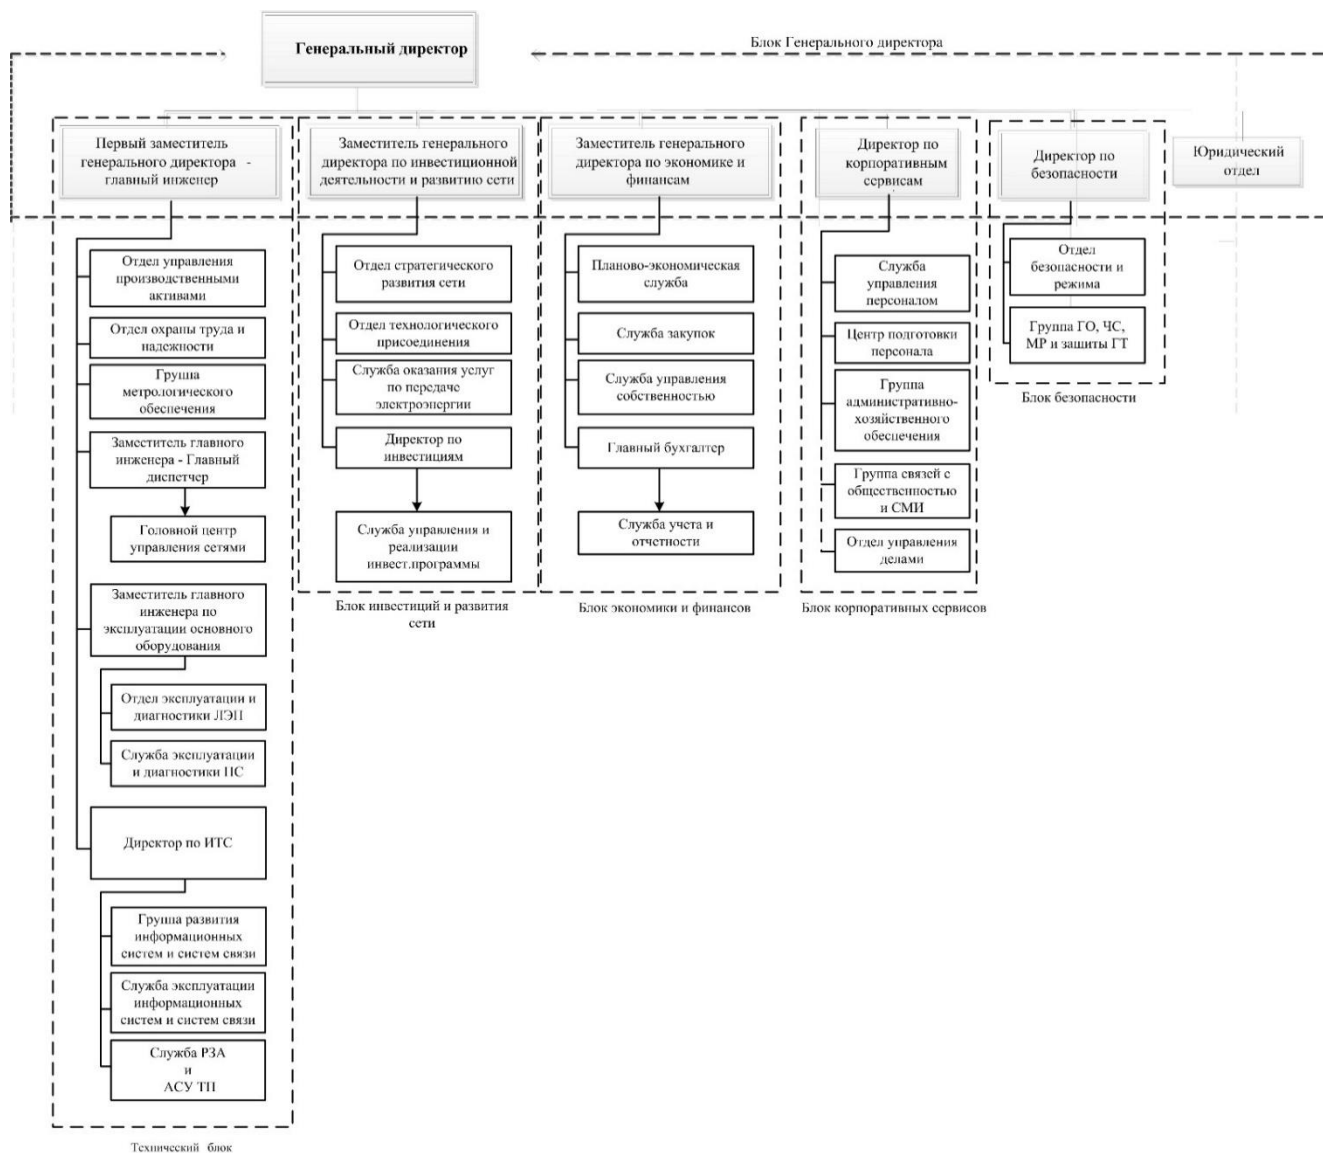 Генеральный директор
Блок Генерального директора
Первый заместитель
генерального директора -
главный инженер
Заместитель генерального
директора по инвестиционной
деятельности и развитию сети
Заместитель генерального
директора по экономике и
финансам
Директор по
корпоративным
сервисам
Директор по
безопасности
Юридический
отдел
Отдел управления
производственными
активами
Отдел охраны труда и
надежности
Группа
метрологического
обеспечения
Заместитель главного
инженера - Главный
диспетчер
Головной центр
управления сетями
Заместитель главного
инженера по
эксплуатации основного
оборудования
Отдел эксплуатации и
диагностики ЛЭП
Служба эксплуатации
и диагностики ПС
Директор по ИТС
Группа развития
информационных
систем и систем связи
Служба эксплуатации
информационных
систем и систем связи
Служба РЗА
и
АСУ ТП
Технический блок
Отдел стратегического
развития сети
Отдел технологического
присоединения
Служба оказания услуг
по передаче
электроэнергии
Директор по
инвестициям
Служба управления и
реализации
инвест.программы
Блок инвестиций и развития
сети
Планово-экономическая
служба
Служба закупок
Служба управления
собственностью
Главный бухгалтер
Служба учета и
отчетности
Блок экономики и финансов
Служба
управления
персоналом
Центр подготовки
персонала
Группа
административно-
хозяйственного
обеспечения
Группа связей с
общественностью
и СМИ
Отдел управления
делами
Блок корпоративных сервисов
Отдел
безопасности и
режима
Группа ГО, ЧС,
МР и зашиты ГТ
Блок безопасности